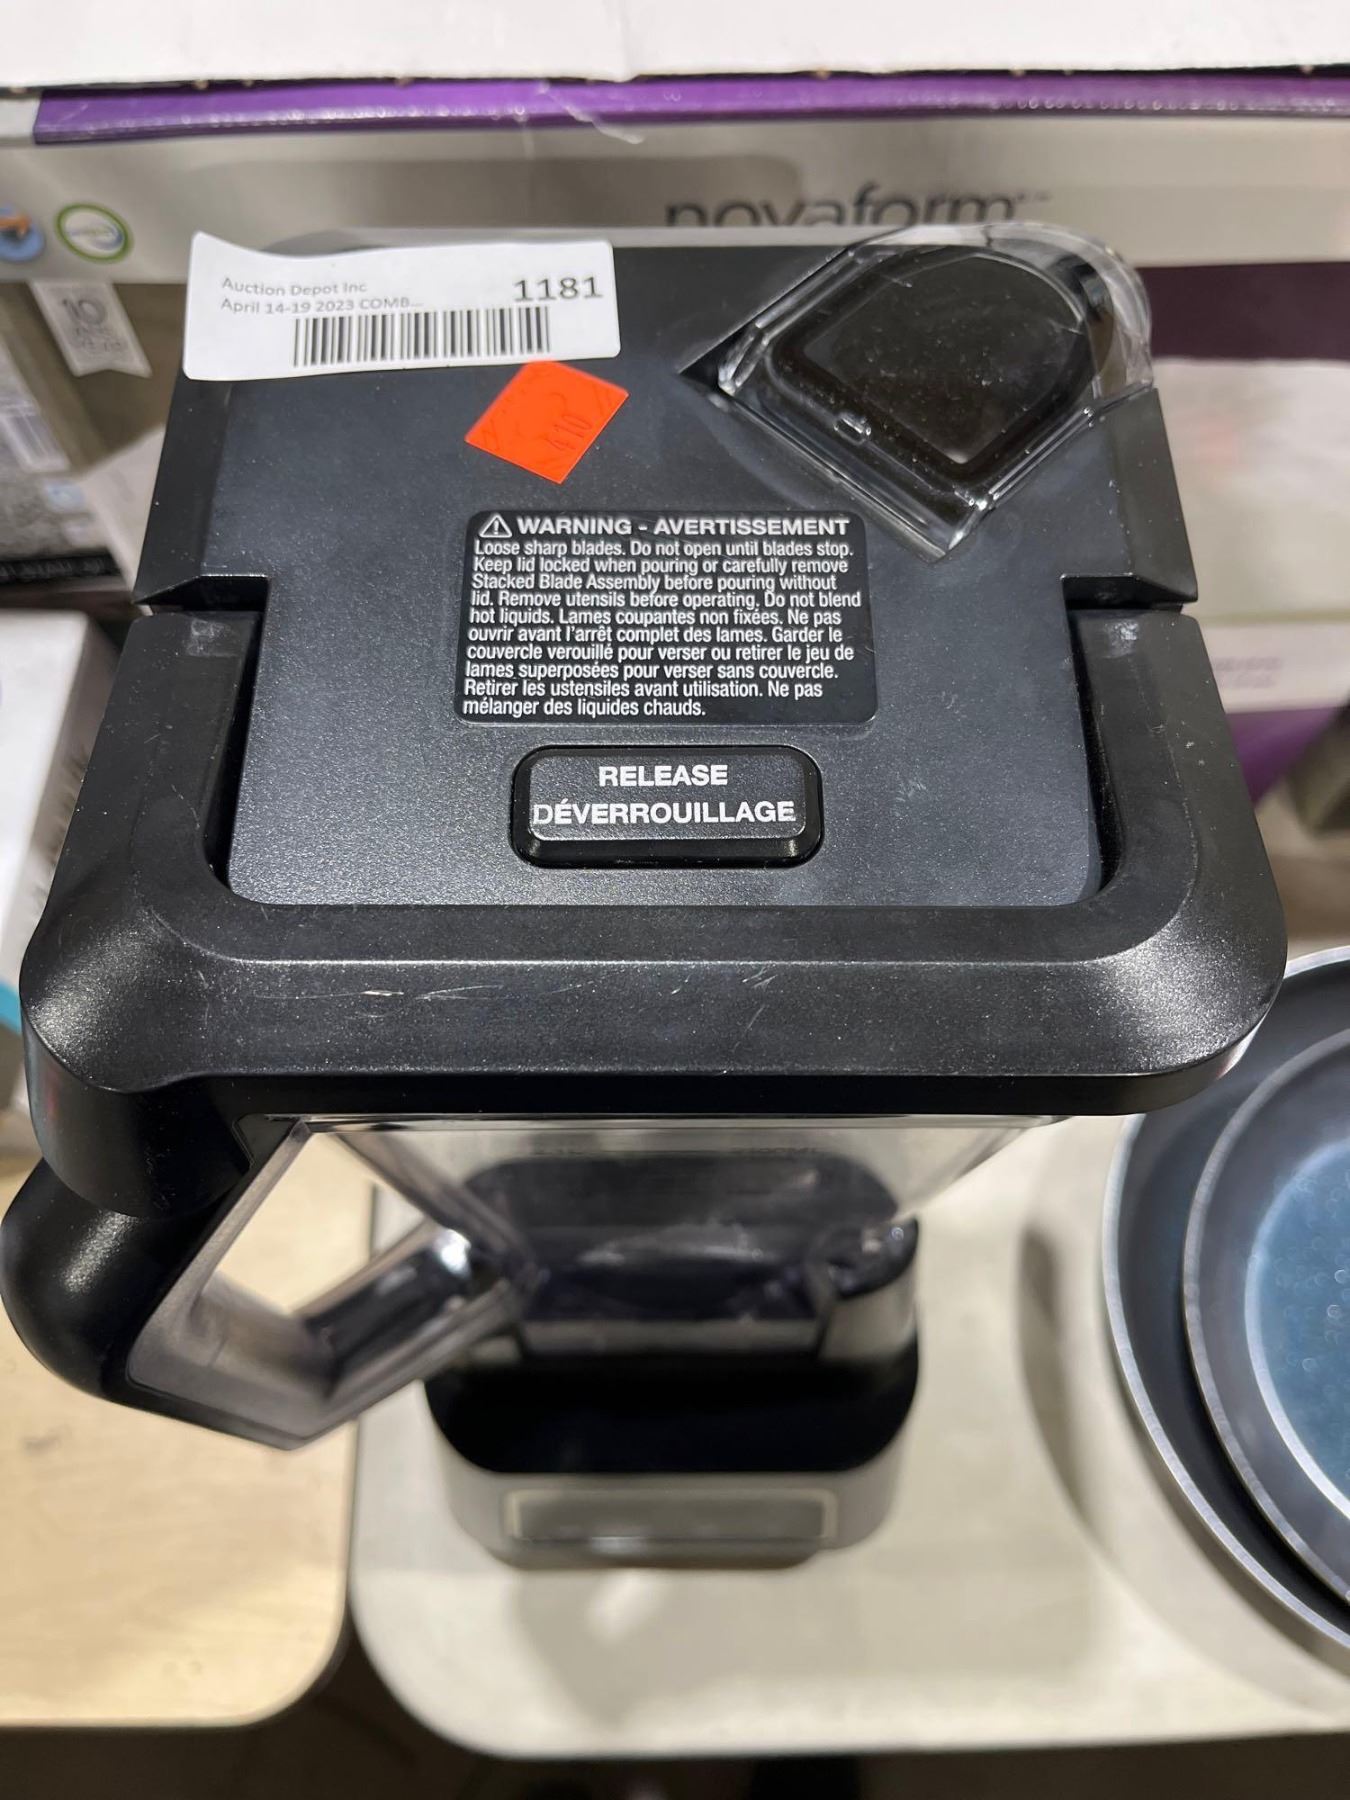 novaform
10
Auction Depot Inc
1181
April 14-19 2023 COMB...
410
WARNING - AVERTISSEMENT
Loose sharp blades. Do not open until blades stop.
Keep lid locked when pouring or carefully remove
Stacked Blade Assembly before pouring without
lid. Remove utensils before operating. Do not blend
hot liquids. Lames coupantes non fixées. Ne pas
ouvrir avant l'arrêt complet des lames. Garder le
couvercle verouillé pour verser ou retirer le jeu de
lames superposées pour verser sans couvercle.
Retirer les ustensiles avant utilisation. Ne pas
mélanger des liquides chauds.
RELEASE
DÉVERROUILLAGE